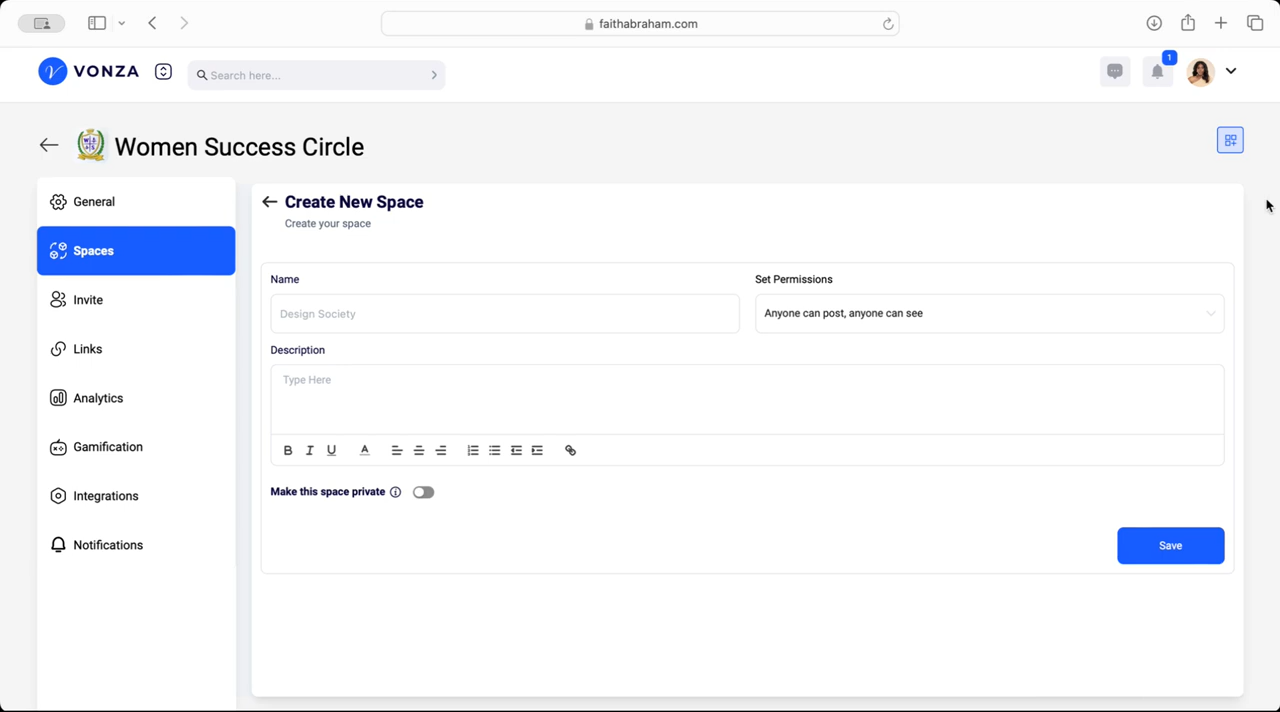 faithabraham.com
VONZA
Search here...
1
Women Success Circle
General
Spaces
Invite
Links
Analytics
Gamification
Integrations
Notifications
Create New Space
Create your space
Name
Set Permissions
Design Society
Anyone can post, anyone can see
Description
Type Here
B I U A
Make this space private
Save